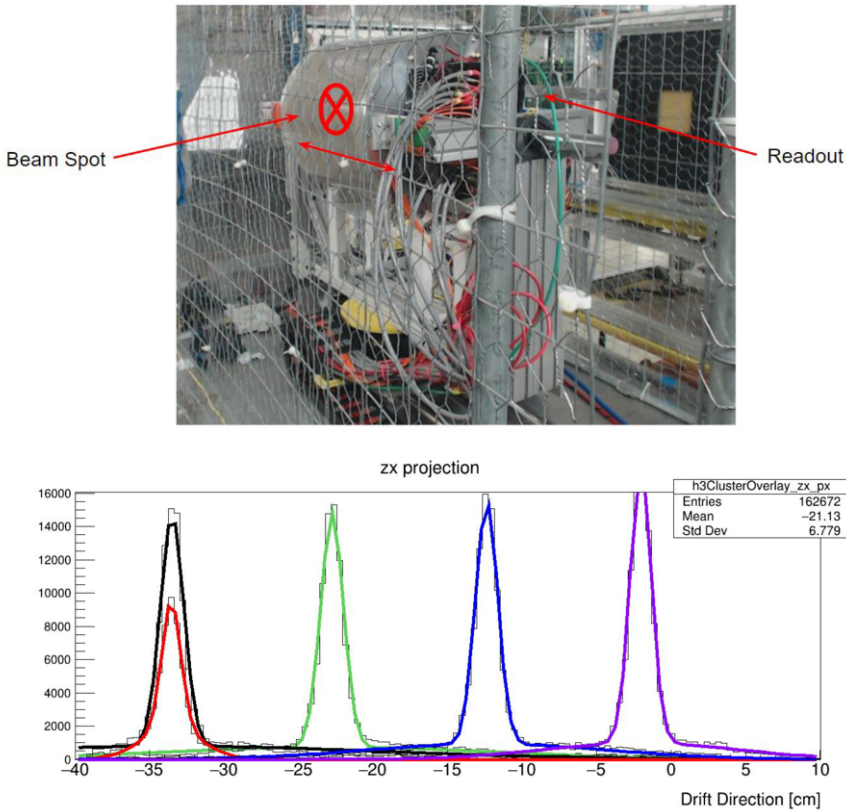 Beam Spot
Readout
zx projection
h3ClusterOverlay_zx_px
Entries 162672
Mean −21.13
Std Dev 6.779
16000
14000
12000
10000
8000
6000
4000
2000
0
−40 −35 −30 −25 −20 −15 −10 −5 0 5 10
Drift Direction [cm]